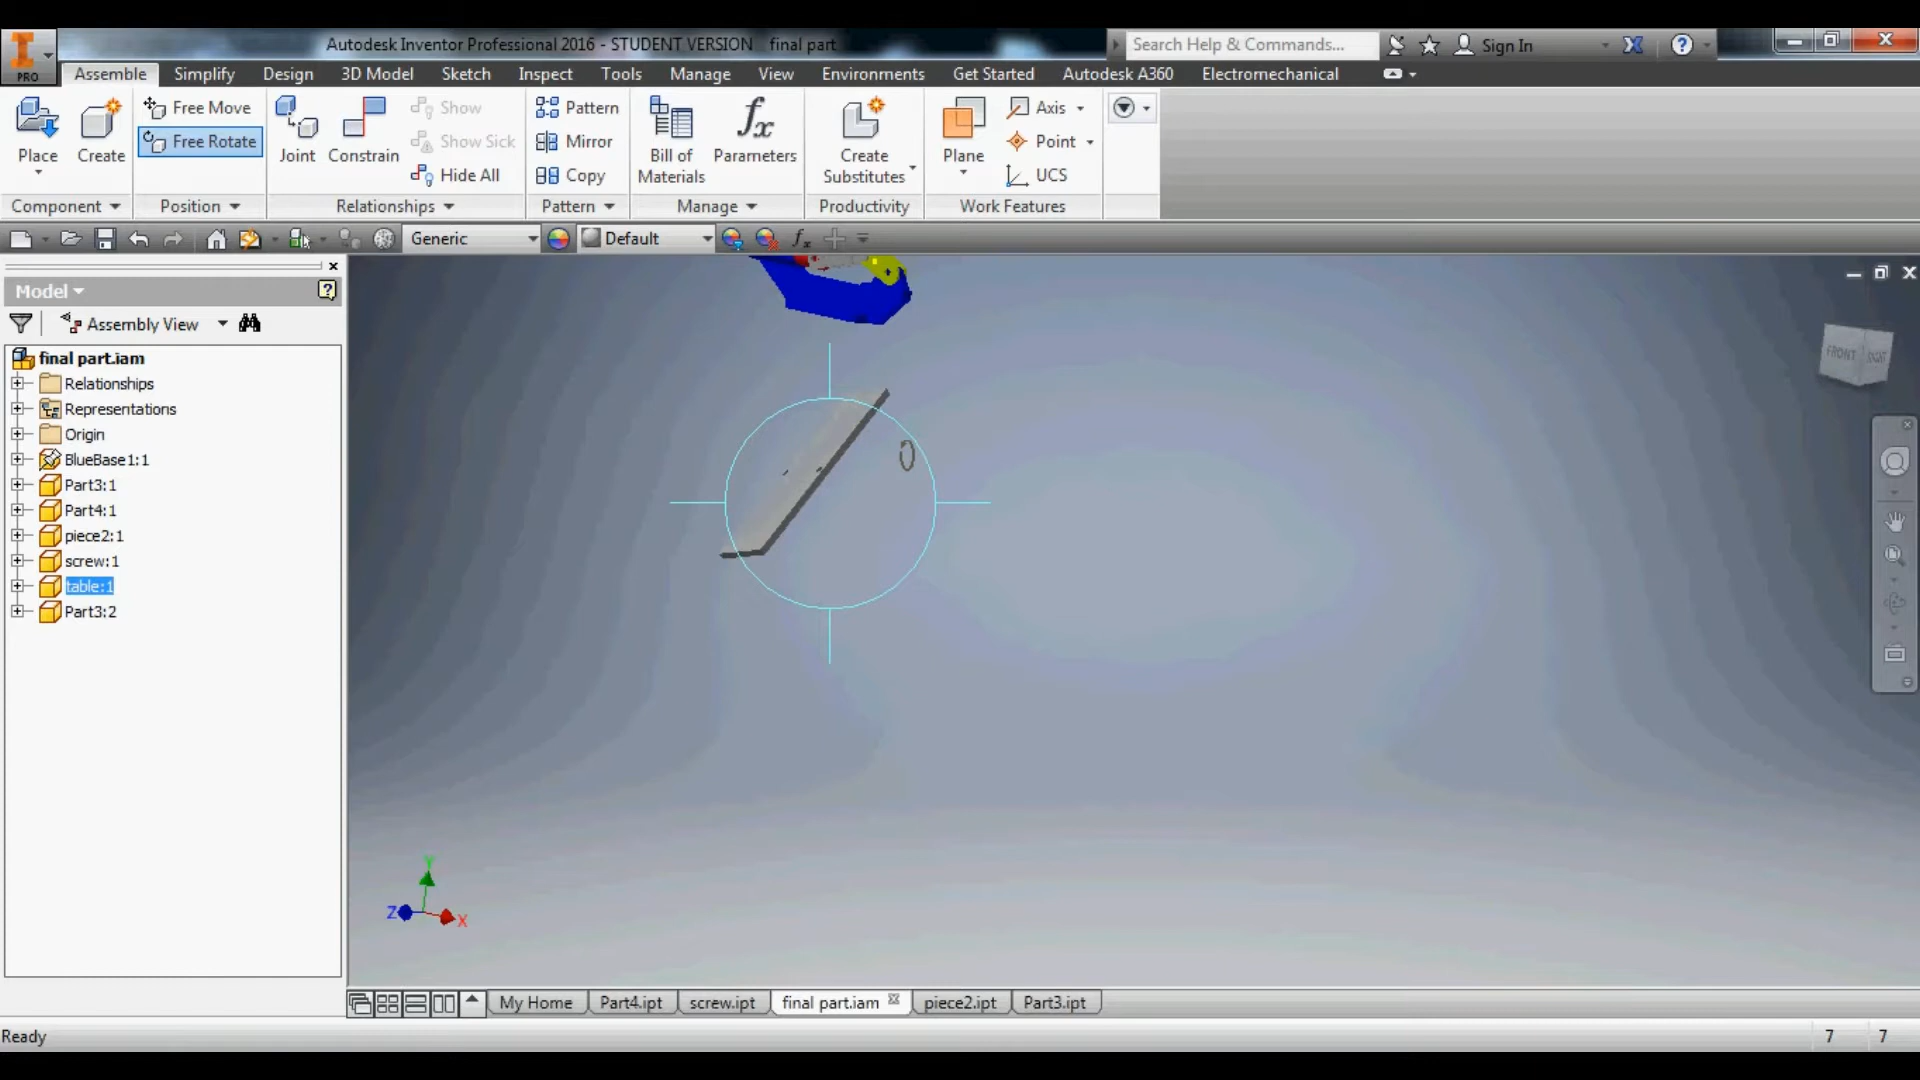 Autodesk Inventor Professional 2016 - STUDENT VERSION final part
Search Help & Commands...
Sign In
PRO
Assemble Simplify Design 3D Model Sketch Inspect Tools Manage View Environments Get Started Autodesk A360 Electromechanical
Place
Create
Free Move
Free Rotate
Joint
Constrain
Show
Show Sick
Hide All
Pattern
Mirror
Copy
Bill of
Materials
fx
Parameters
Create
Substitutes
Plane
Axis
Point
UCS
Component Position Relationships Pattern Manage Productivity Work Features
Generic Default fx
Model
Assembly View
final part.iam
Relationships
Representations
Origin
BlueBase1:1
Part3:1
Part4:1
piece2:1
screw:1
table:1
Part3:2
FRONT RIGHT
Y
Z
X
My Home Part4.ipt screw.ipt final part.iam piece2.ipt Part3.ipt
Ready 7 7